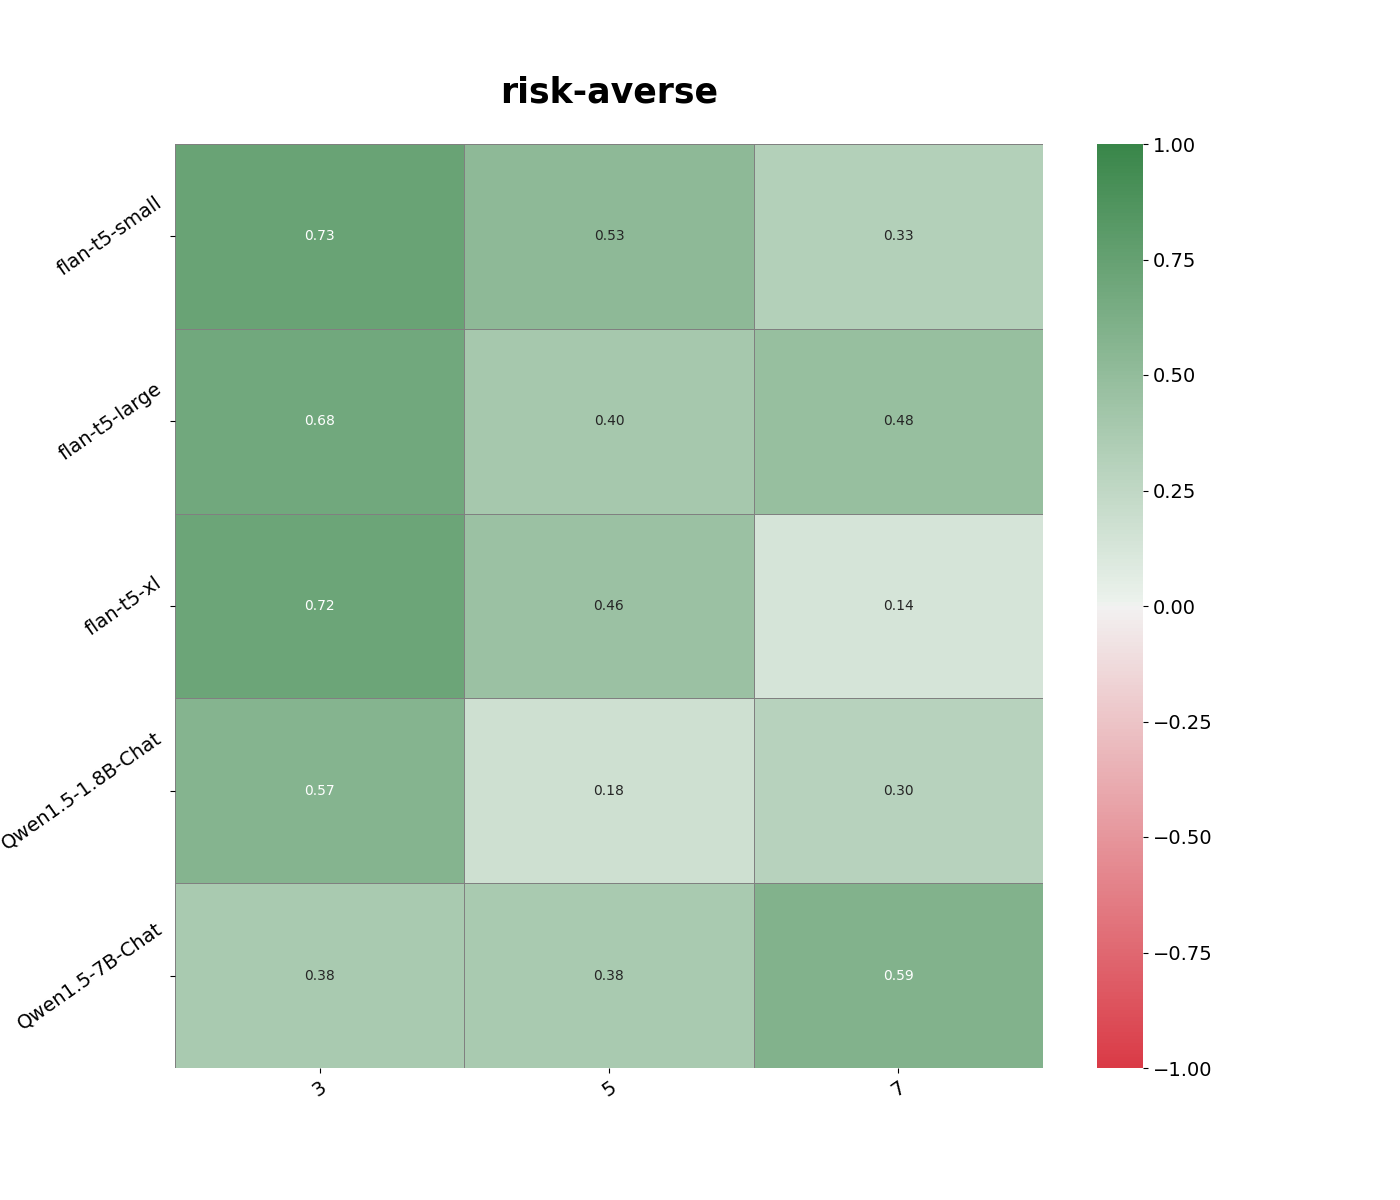 risk-averse
flan-t5-small
0.73 0.53 0.33
flan-t5-large
0.68 0.40 0.48
flan-t5-xl
0.72 0.46 0.14
Qwen1.5-1.8B-Chat
0.57 0.18 0.30
Qwen1.5-7B-Chat
0.38 0.38 0.59
3 5 7
1.00
0.75
0.50
0.25
0.00
−0.25
−0.50
−0.75
−1.00